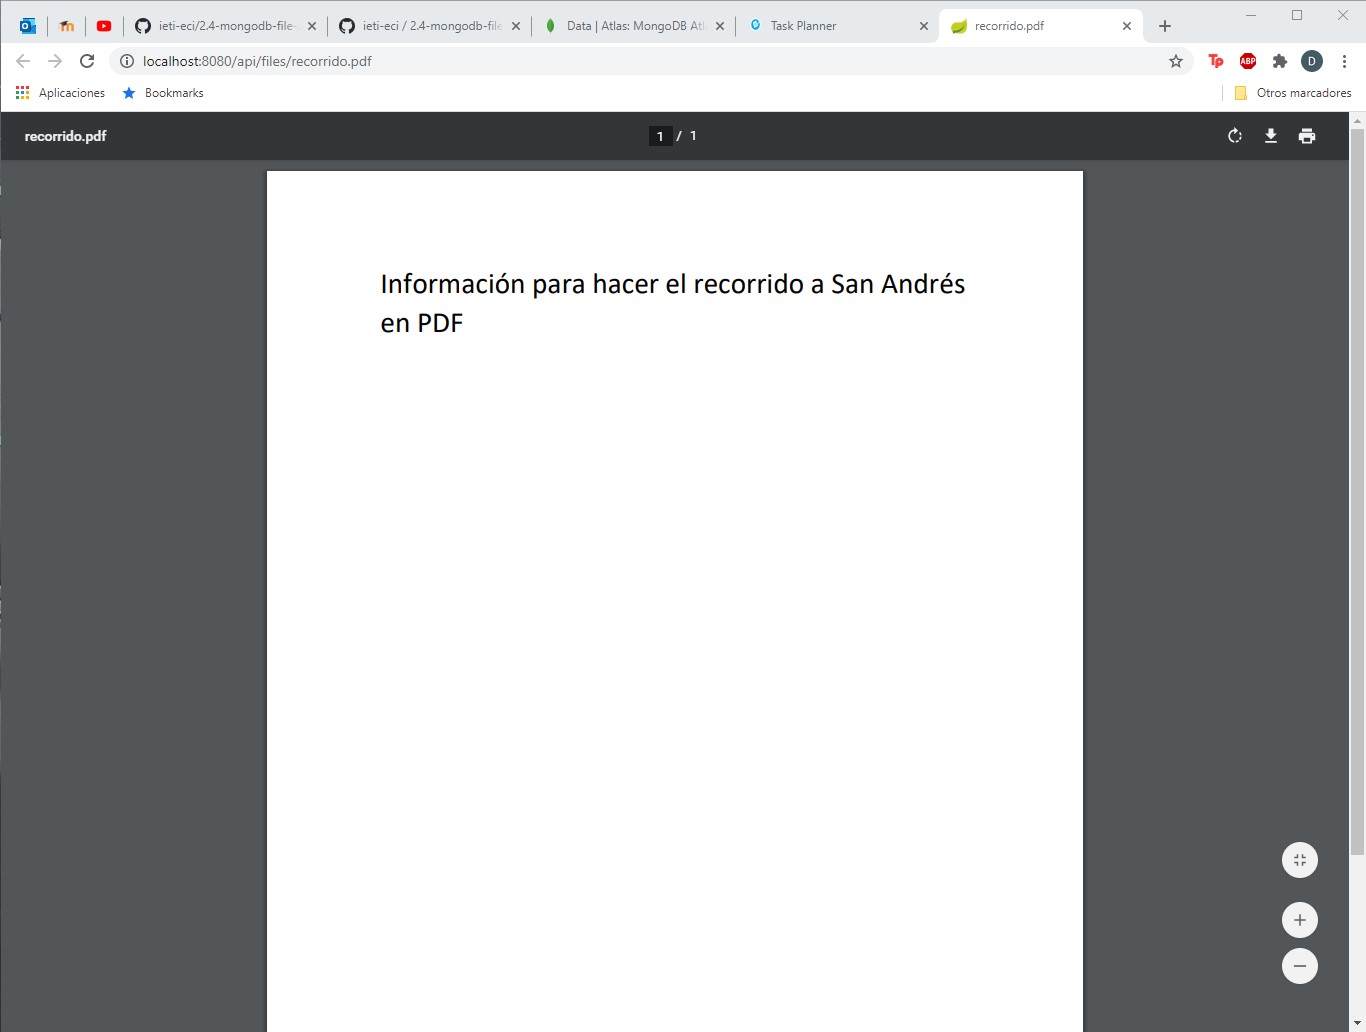 ieti-eci/2.4-mongodb-file-
ieti-eci / 2.4-mongodb-file
Data | Atlas: MongoDB Atl
Task Planner
recorrido.pdf
localhost:8080/api/files/recorrido.pdf
Tp
ABP
D
Aplicaciones
Bookmarks
Otros marcadores
recorrido.pdf
1 / 1
Información para hacer el recorrido a San Andrés
en PDF